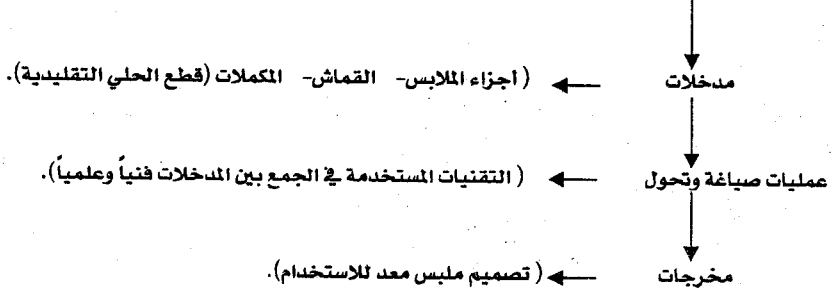 مدخلات ( أجزاء الملابس- القماش- المكملات (قطع الحلي التقليدية).
عمليات صياغة وتحول ( التقنيات المستخدمة في الجمع بين المدخلات فنياً وعلمياً).
مخرجات ( تصميم ملبس معد للاستخدام).